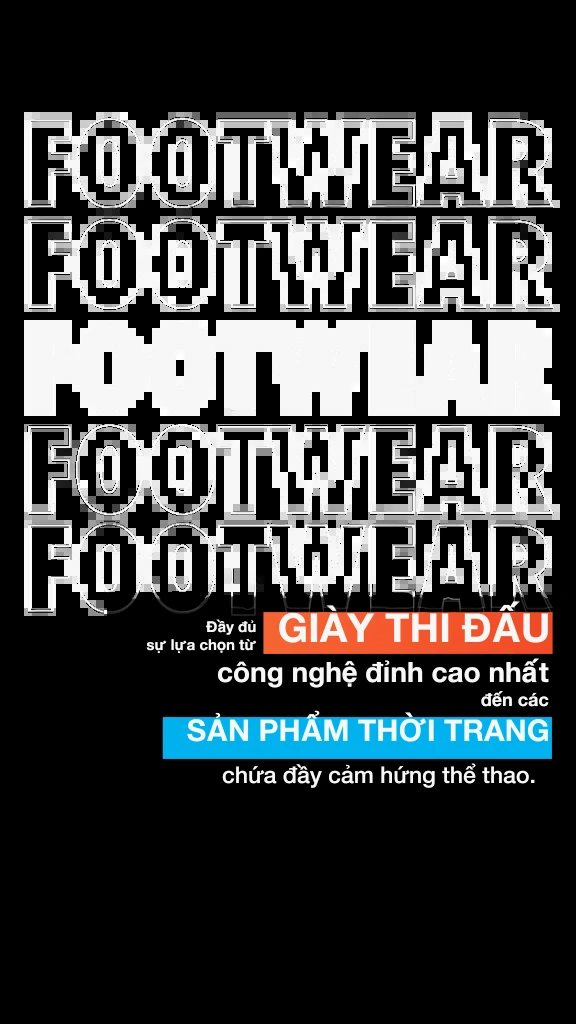 FOOTWEAR
FOOTWEAR
FOOTWEAR
FOOTWEAR
FOOTWEAR
Đầy đủ
sự lựa chọn từ
GIÀY THI ĐẤU
công nghệ đỉnh cao nhất
đến các
SẢN PHẨM THỜI TRANG
chứa đầy cảm hứng thể thao.